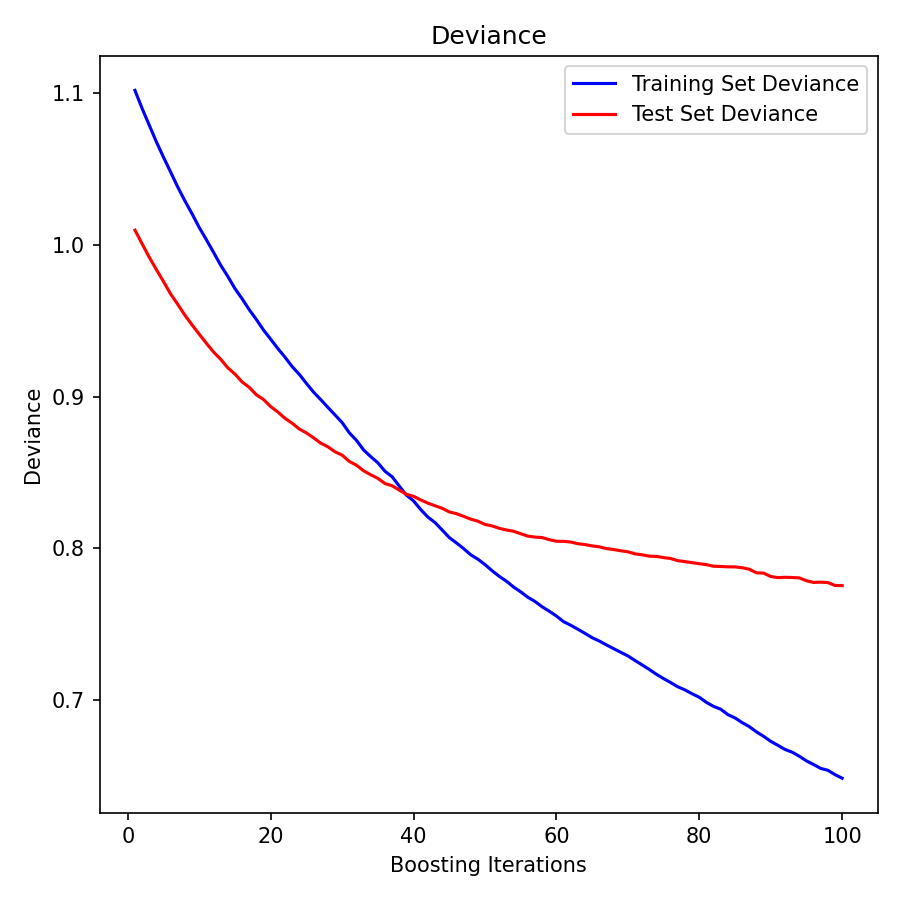 Deviance
Training Set Deviance
Test Set Deviance
1.1
1.0
0.9
0.8
0.7
Deviance
0
20
40
60
80
100
Boosting Iterations